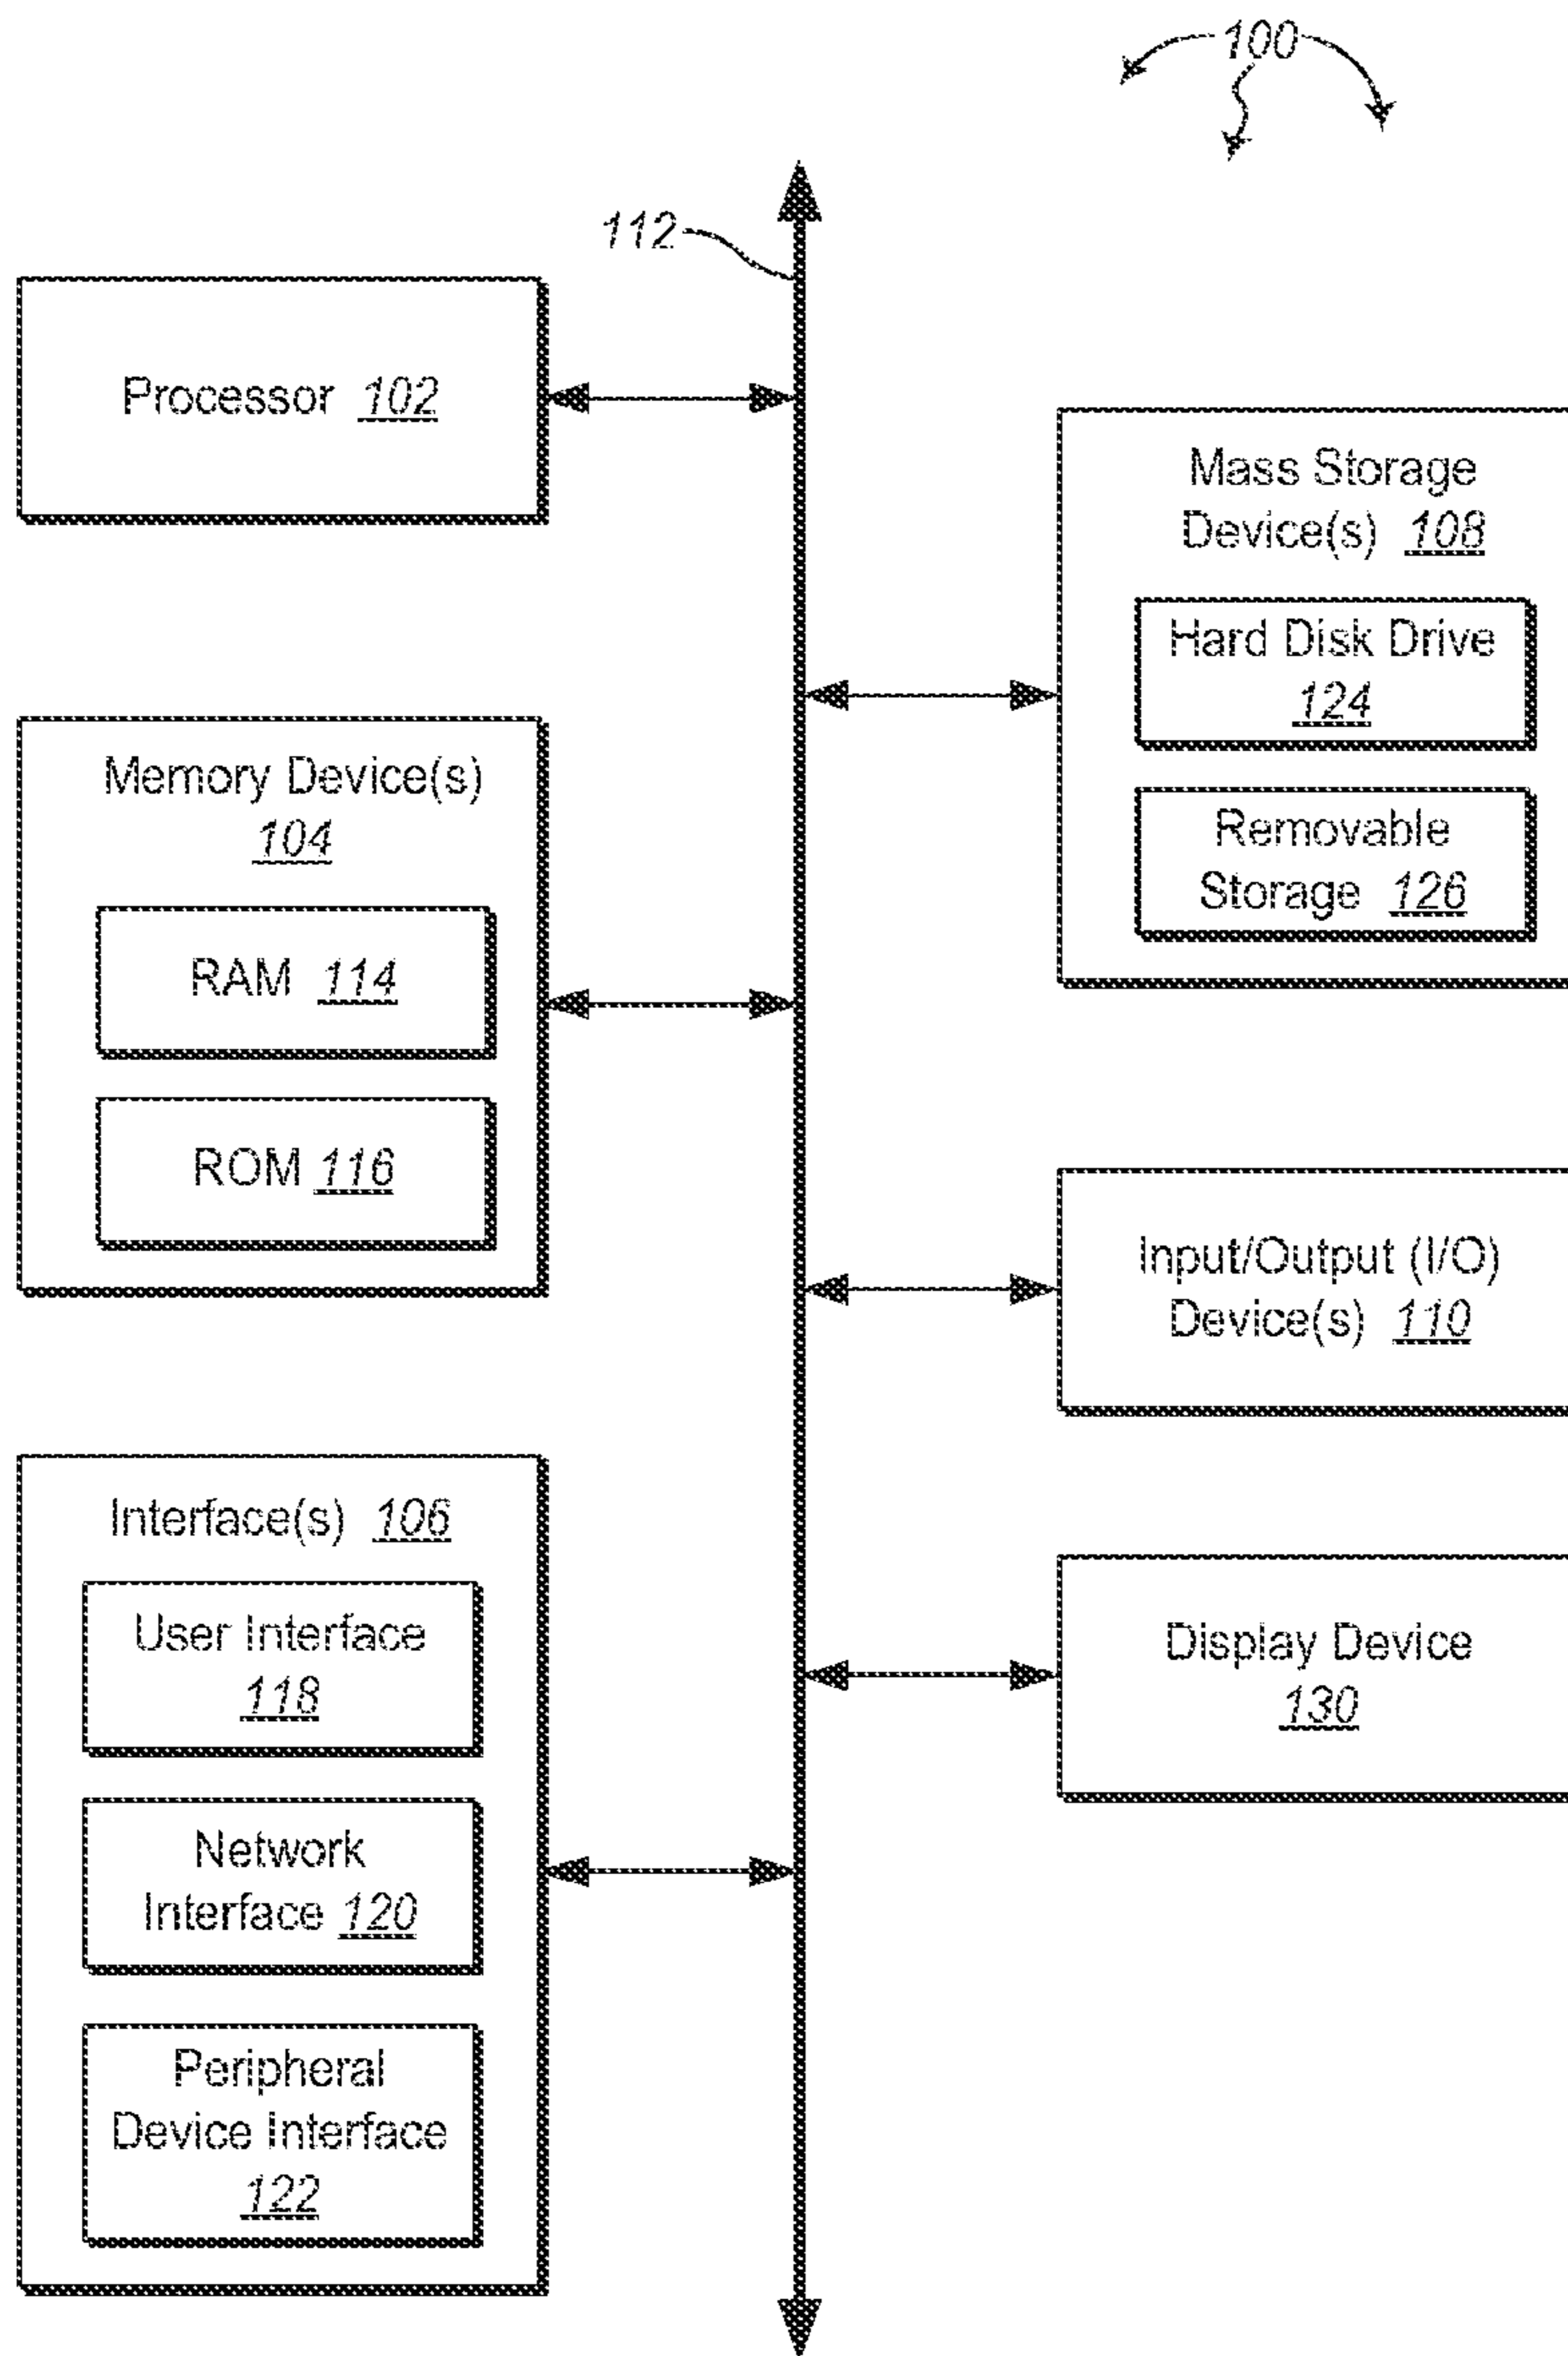 100
112
Processor 102
Mass Storage
Device(s) 108
Hard Disk Drive
124
Removable
Storage 126
Memory Device(s)
104
RAM 114
ROM 116
Input/Output (I/O)
Device(s) 110
Interface(s) 106
User Interface
118
Network
Interface 120
Peripheral
Device Interface
122
Display Device
130